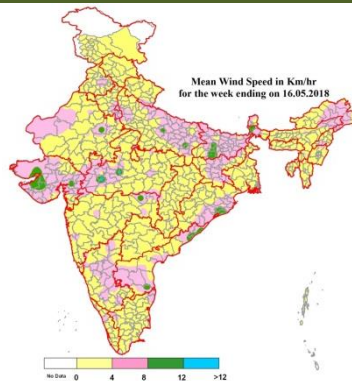 Mean Wind Speed in Km/hr
for the week ending on 16.05.2018
No Data 0 4 8 12 >12